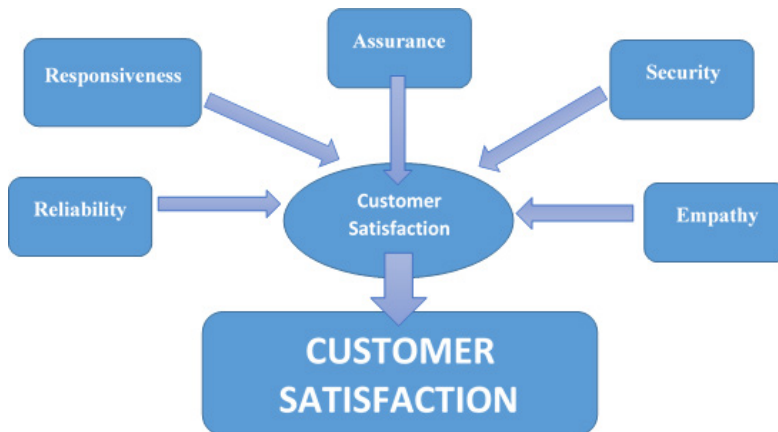 Assurance
Responsiveness
Security
Reliability
Customer
Satisfaction
Empathy
CUSTOMER
SATISFACTION